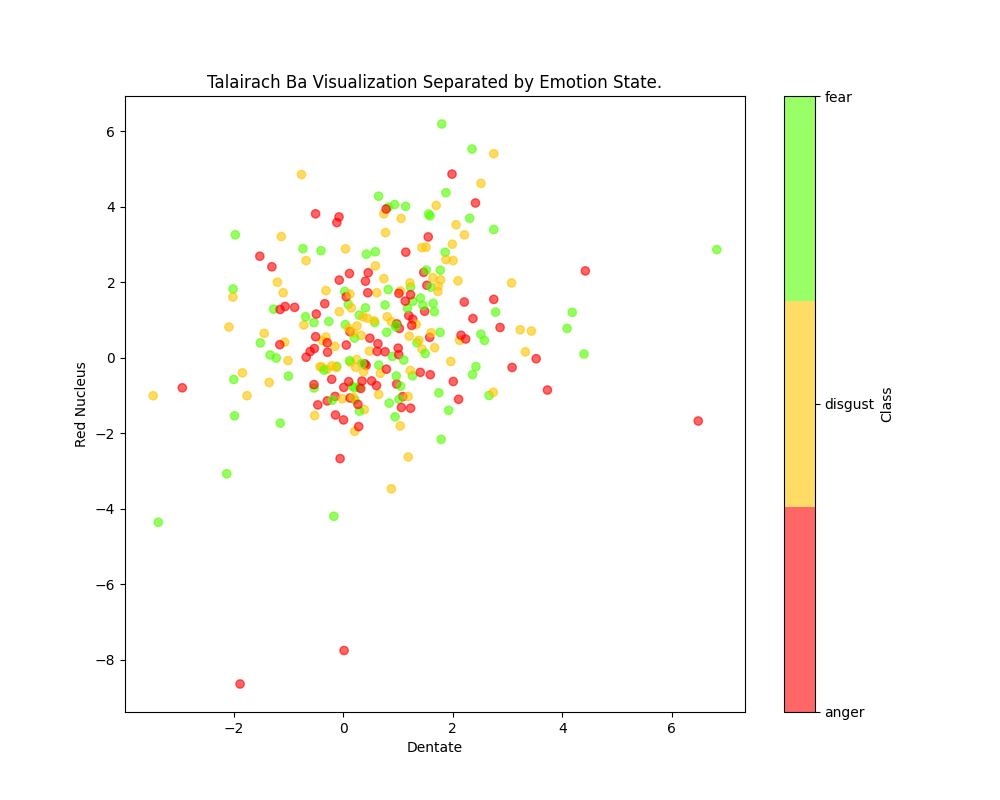 Talairach Ba Visualization Separated by Emotion State.
6
4
2
0
−2
−4
−6
−8
Red Nucleus
−2
0
2
4
6
Dentate
fear
disgust
anger
Class